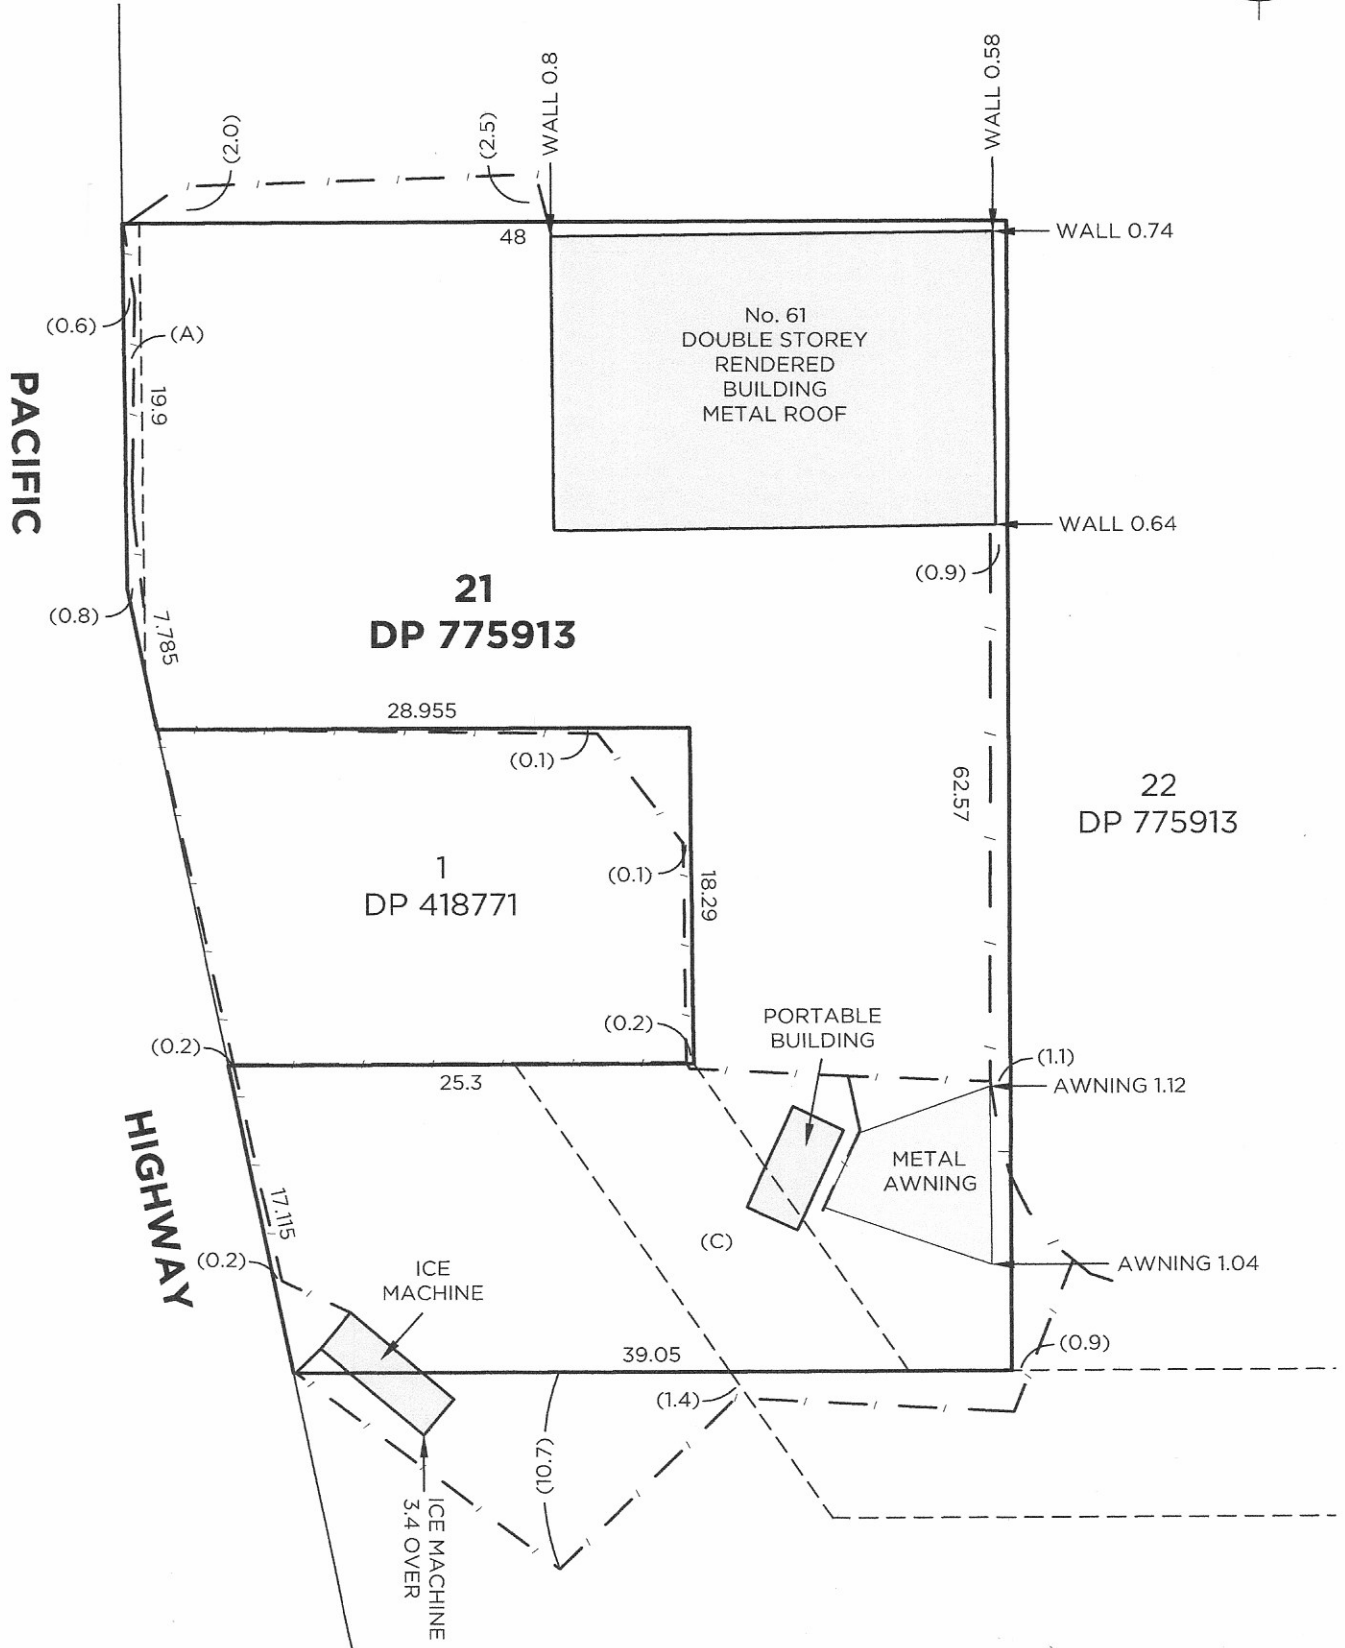 WALL 0.8
WALL 0.58
(2.0)
(2.5)
48
WALL 0.74
(0.6)
(A)
19.9
No. 61
DOUBLE STOREY
RENDERED
BUILDING
METAL ROOF
PACIFIC
WALL 0.64
(0.9)
(0.8)
7.785
21
DP 775913
28.955
(0.1)
62.57
22
DP 775913
1
DP 418771
(0.1)
18.29
(0.2)
PORTABLE
BUILDING
(0.2)
25.3
(1.1)
AWNING 1.12
HIGHWAY
METAL
AWNING
17.115
(C)
(0.2)
ICE
MACHINE
AWNING 1.04
39.05
(0.9)
(1.4)
(10.7)
ICE MACHINE
3.4 OVER